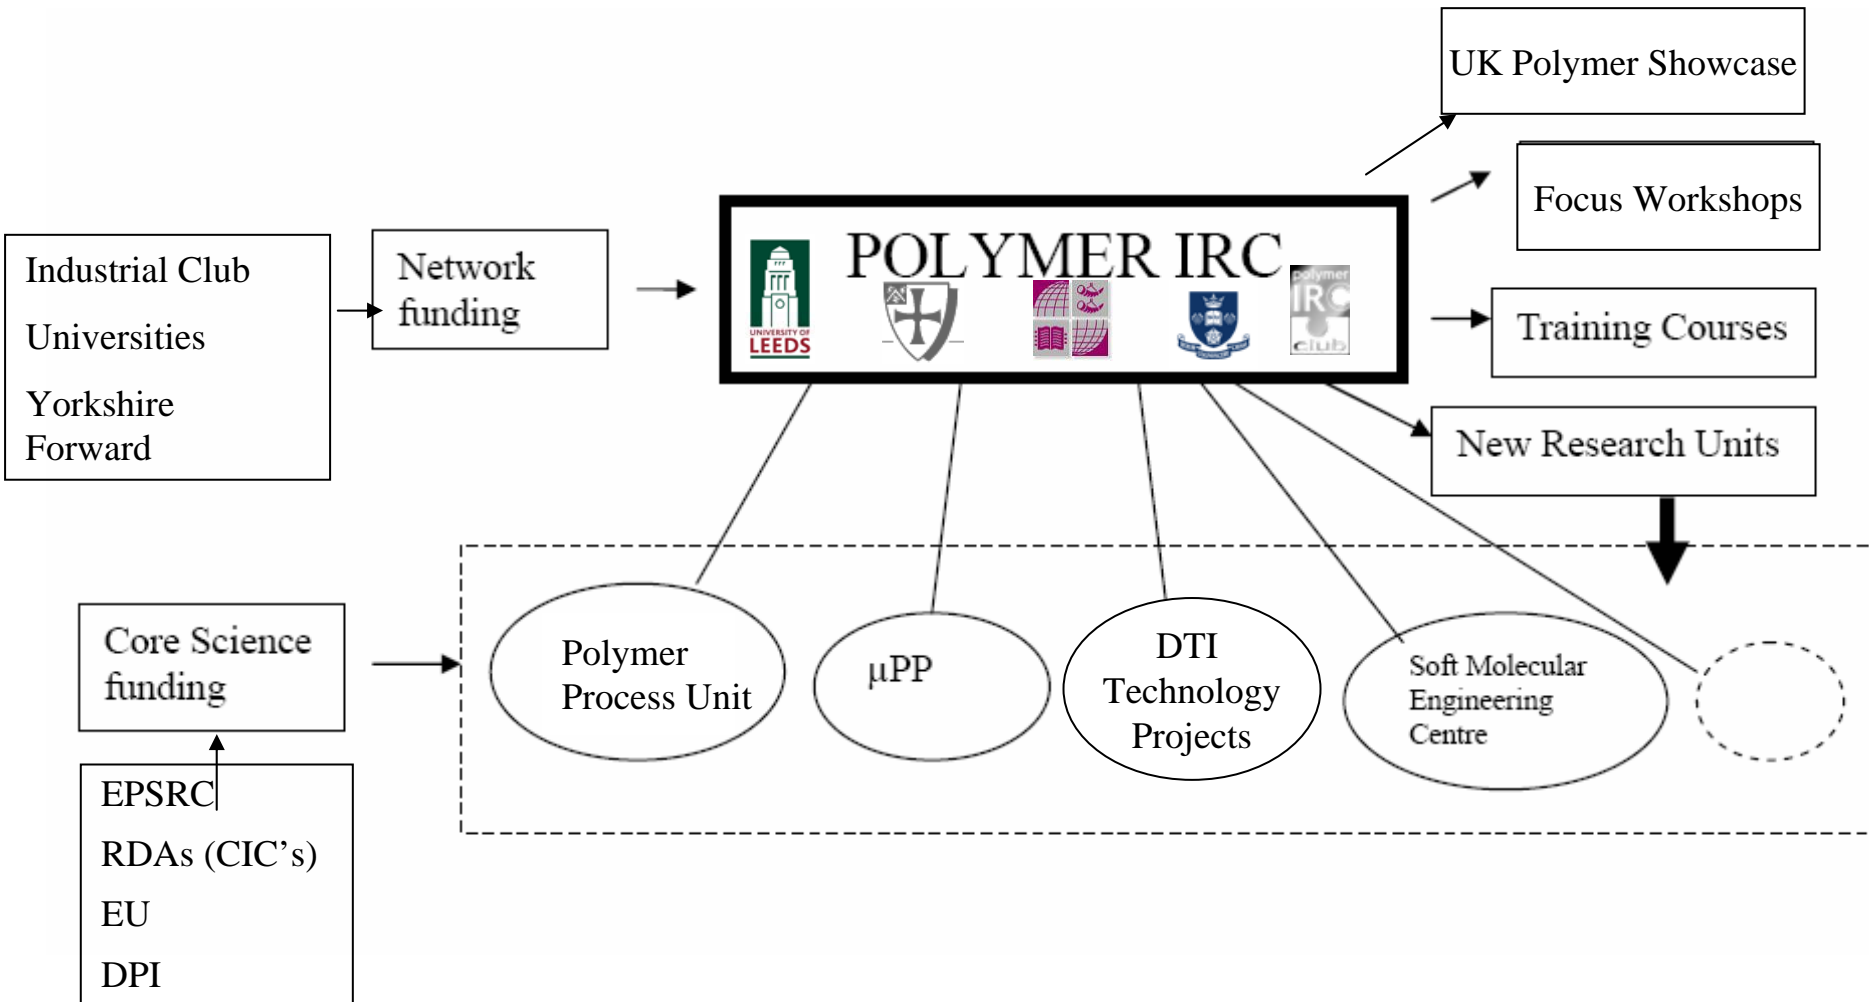 UK Polymer Showcase
Focus Workshops
Industrial Club
Universities
Yorkshire
Forward
Network
funding
POLYMER IRC
UNIVERSITY OF
LEEDS
polymer
IRC
club
Training Courses
New Research Units
Core Science
funding
EPSRC
RDAs (CIC’s)
EU
DPI
Polymer
Process Unit
µPP
DTI
Technology
Projects
Soft Molecular
Engineering
Centre